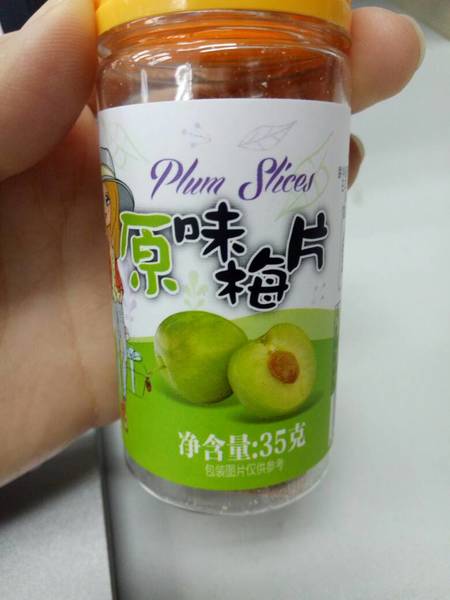 Plum Slices
原味梅片
净含量:35克
包装图片仅供参考